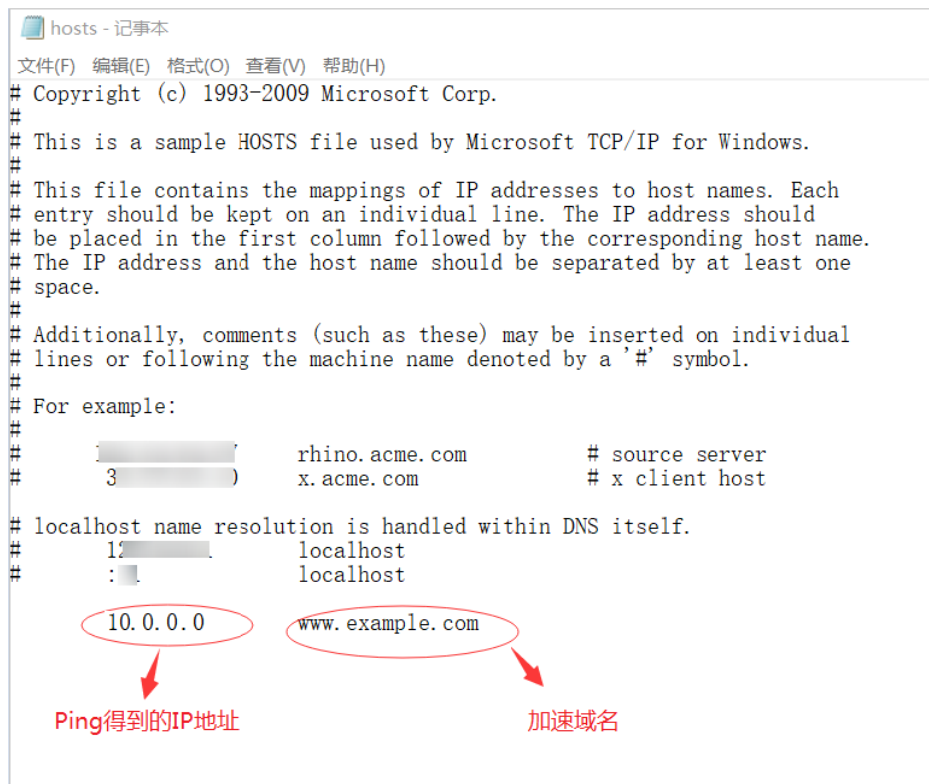 hosts - 记事本
文件(F) 编辑(E) 格式(O) 查看(V) 帮助(H)
# Copyright (c) 1993-2009 Microsoft Corp.
#
# This is a sample HOSTS file used by Microsoft TCP/IP for Windows.
#
# This file contains the mappings of IP addresses to host names. Each
# entry should be kept on an individual line. The IP address should
# be placed in the first column followed by the corresponding host name.
# The IP address and the host name should be separated by at least one
# space.
#
# Additionally, comments (such as these) may be inserted on individual
# lines or following the machine name denoted by a '#' symbol.
#
# For example:
#
# rhino.acme.com # source server
# x.acme.com # x client host
# localhost name resolution is handled within DNS itself.
# localhost
# localhost
10.0.0.0 www.example.com
Ping得到的IP地址 加速域名